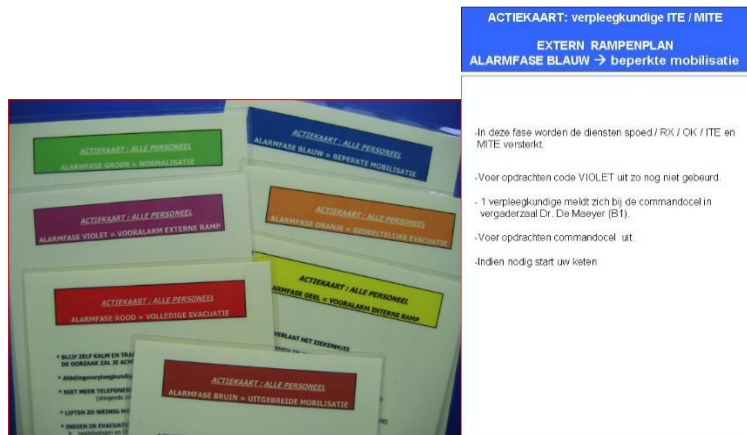 ACTIEKAART : ALLE PERSONEEL
ALARMFASE GROEN = NORMALISATIE
ACTIEKAART : ALLE PERSONEEL
ALARMFASE BLAUW = BEPERKTE MOBILISATIE
ACTIEKAART : ALLE PERSONEEL
ALARMFASE VIOLET = VOORALARM EXTERNE RAMP
ACTIEKAART : ALLE PERSONEEL
ALARMFASE ORANJE = GEDEELTELIJKE EVACUATIE
ACTIEKAART : ALLE PERSONEEL
ALARMFASE ROOD = VOLLEDIGE EVACUATIE
ACTIEKAART : ALLE PERSONEEL
ALARMFASE GEEL = VOORALARM INTERNE RAMP
VERLAAT HET ZIEKENHUIS
* BLIJF ZELF KALM EN
DE OORZAAK ZAL JE
* NIET MEER
* LIFTEN ZO WEINIG
* INDIEN DE
ACTIEKAART : ALLE PERSONEEL
ALARMFASE BRUIN = UITGEBREIDE MOBILISATIE
ACTIEKAART: verpleegkundige ITE / MITE
EXTERN RAMPENPLAN
ALARMFASE BLAUW → beperkte mobilisatie
-In deze fase worden de diensten spoed / RX / OK / ITE en
MITE versterkt.
-Voer opdrachten code VIOLET uit zo nog niet gebeurd.
- 1 verpleegkundige meldt zich bij de commandocel in
vergaderzaal Dr. De Maeyer (B1).
-Voer opdrachten commandocel uit.
-Indien nodig start uw keten